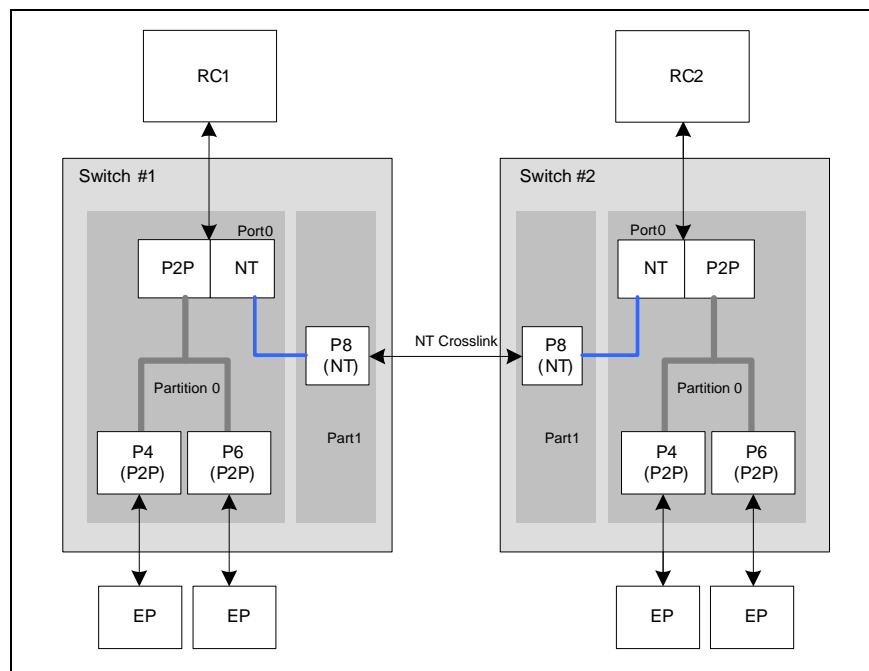 RC1
RC2
Switch #1
Switch #2
Port0
Port0
P2P
NT
NT
P2P
P8
(NT)
NT Crosslink
P8
(NT)
Partition 0
Partition 0
Part1
Part1
P4
(P2P)
P6
(P2P)
P4
(P2P)
P6
(P2P)
EP
EP
EP
EP